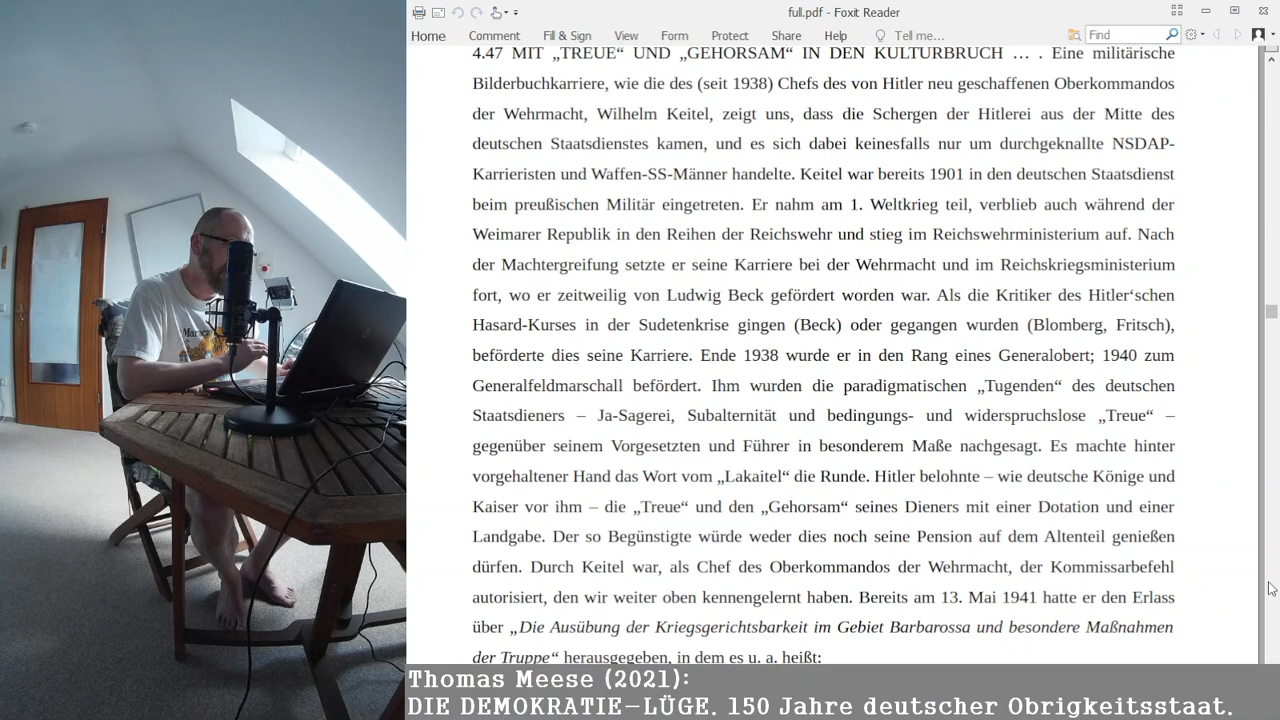 full.pdf - Foxit Reader
Home Comment Fill & Sign View Form Protect Share Help Tell me... Find
4.47 MIT „TREUE“ UND „GEHORSAM“ IN DEN KULTURBRUCH … . Eine militärische
Bilderbuchkarriere, wie die des (seit 1938) Chefs des von Hitler neu geschaffenen Oberkommandos
der Wehrmacht, Wilhelm Keitel, zeigt uns, dass die Schergen der Hitlerei aus der Mitte des
deutschen Staatsdienstes kamen, und es sich dabei keinesfalls nur um durchgeknallte NSDAP-
Karrieristen und Waffen-SS-Männer handelte. Keitel war bereits 1901 in den deutschen Staatsdienst
beim preußischen Militär eingetreten. Er nahm am 1. Weltkrieg teil, verblieb auch während der
Weimarer Republik in den Reihen der Reichswehr und stieg im Reichswehrministerium auf. Nach
der Machtergreifung setzte er seine Karriere bei der Wehrmacht und im Reichskriegsministerium
fort, wo er zeitweilig von Ludwig Beck gefördert worden war. Als die Kritiker des Hitler‘schen
Hasard-Kurses in der Sudetenkrise gingen (Beck) oder gegangen wurden (Blomberg, Fritsch),
beförderte dies seine Karriere. Ende 1938 wurde er in den Rang eines Generalobert; 1940 zum
Generalfeldmarschall befördert. Ihm wurden die paradigmatischen „Tugenden“ des deutschen
Staatsdieners – Ja-Sagerei, Subalternität und bedingungs- und widerspruchslose „Treue“ –
gegenüber seinem Vorgesetzten und Führer in besonderem Maße nachgesagt. Es machte hinter
vorgehaltener Hand das Wort vom „Lakaitel“ die Runde. Hitler belohnte – wie deutsche Könige und
Kaiser vor ihm – die „Treue“ und den „Gehorsam“ seines Dieners mit einer Dotation und einer
Landgabe. Der so Begünstigte würde weder dies noch seine Pension auf dem Altenteil genießen
dürfen. Durch Keitel war, als Chef des Oberkommandos der Wehrmacht, der Kommissarbefehl
autorisiert, den wir weiter oben kennengelernt haben. Bereits am 13. Mai 1941 hatte er den Erlass
über „Die Ausübung der Kriegsgerichtsbarkeit im Gebiet Barbarossa und besondere Maßnahmen
der Truppe“ herausgegeben, in dem es u. a. heißt:
Thomas Meese (2021):
DIE DEMOKRATIE-LÜGE. 150 Jahre deutscher Obrigkeitsstaat.